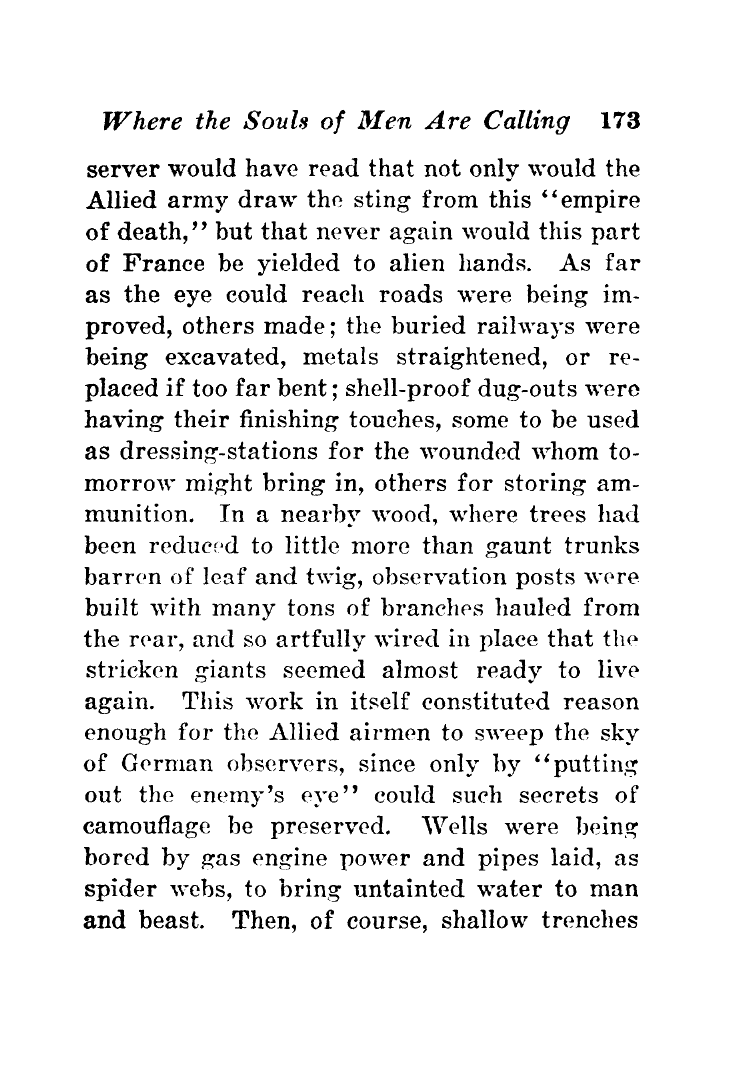 Where the Souls of Men Are Calling 173
server would have read that not only would the
Allied army draw the sting from this “empire
of death,” but that never again would this part
of France be yielded to alien hands. As far
as the eye could reach roads were being im-
proved, others made; the buried railways were
being excavated, metals straightened, or re-
placed if too far bent; shell-proof dug-outs were
having their finishing touches, some to be used
as dressing-stations for the wounded whom to-
morrow might bring in, others for storing am-
munition. In a nearby wood, where trees had
been reduced to little more than gaunt trunks
barren of leaf and twig, observation posts were
built with many tons of branches hauled from
the rear, and so artfully wired in place that the
stricken giants seemed almost ready to live
again. This work in itself constituted reason
enough for the Allied airmen to sweep the sky
of German observers, since only by “putting
out the enemy’s eye” could such secrets of
camouflage be preserved. Wells were being
bored by gas engine power and pipes laid, as
spider webs, to bring untainted water to man
and beast. Then, of course, shallow trenches